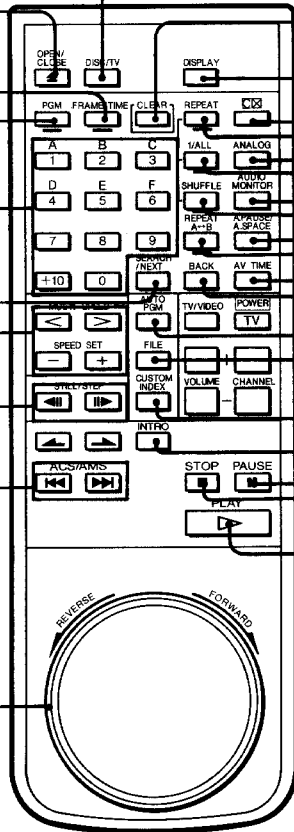 OPEN/ CLOSE DISC/TV DISPLAY
PGM FRAME/TIME CLEAR REPEAT CX
A B C 1/ALL ANALOG
1 2 3
D E F SHUFFLE AUDIO MONITOR
4 5 6
REPEAT A↔B A.PAUSE/ A.SPACE
7 8 9
SEARCH /NEXT BACK AV TIME
+10 0
AUTO PGM TV/VIDEO POWER
< > TV
SPEED SET FILE
− + +
CUSTOM INDEX VOLUME − CHANNEL
STILL/STEP
INTRO
ACS/AMS STOP PAUSE
PLAY
REVERSE FORWARD